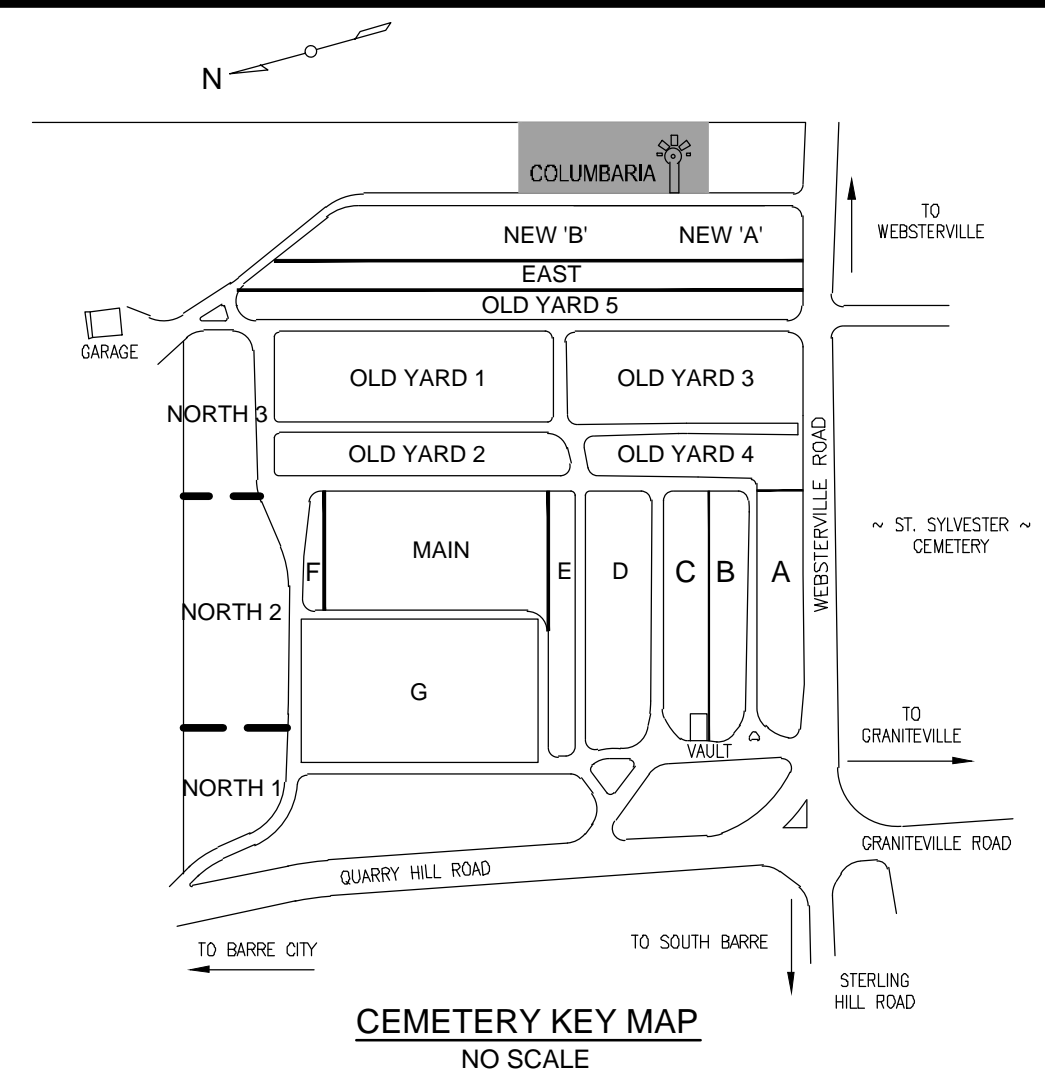 N
COLUMBARIA
TO
WEBSTERVILLE
NEW 'B'
NEW 'A'
EAST
OLD YARD 5
GARAGE
OLD YARD 1
OLD YARD 3
NORTH 3
OLD YARD 2
OLD YARD 4
WEBSTERVILLE ROAD
~ ST. SYLVESTER ~
CEMETERY
MAIN
F
E
D
C
B
A
NORTH 2
G
TO
GRANITEVILLE
VAULT
NORTH 1
GRANITEVILLE ROAD
QUARRY HILL ROAD
TO BARRE CITY
TO SOUTH BARRE
STERLING
HILL ROAD
CEMETERY KEY MAP
NO SCALE